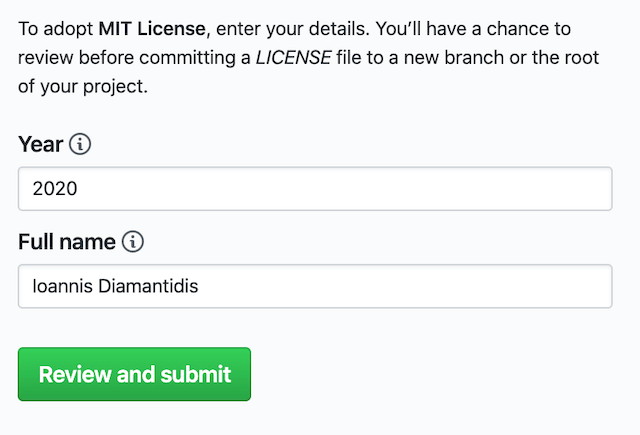 To adopt MIT License, enter your details. You’ll have a chance to
review before committing a LICENSE file to a new branch or the root
of your project.
Year
2020
Full name
Ioannis Diamantidis
Review and submit